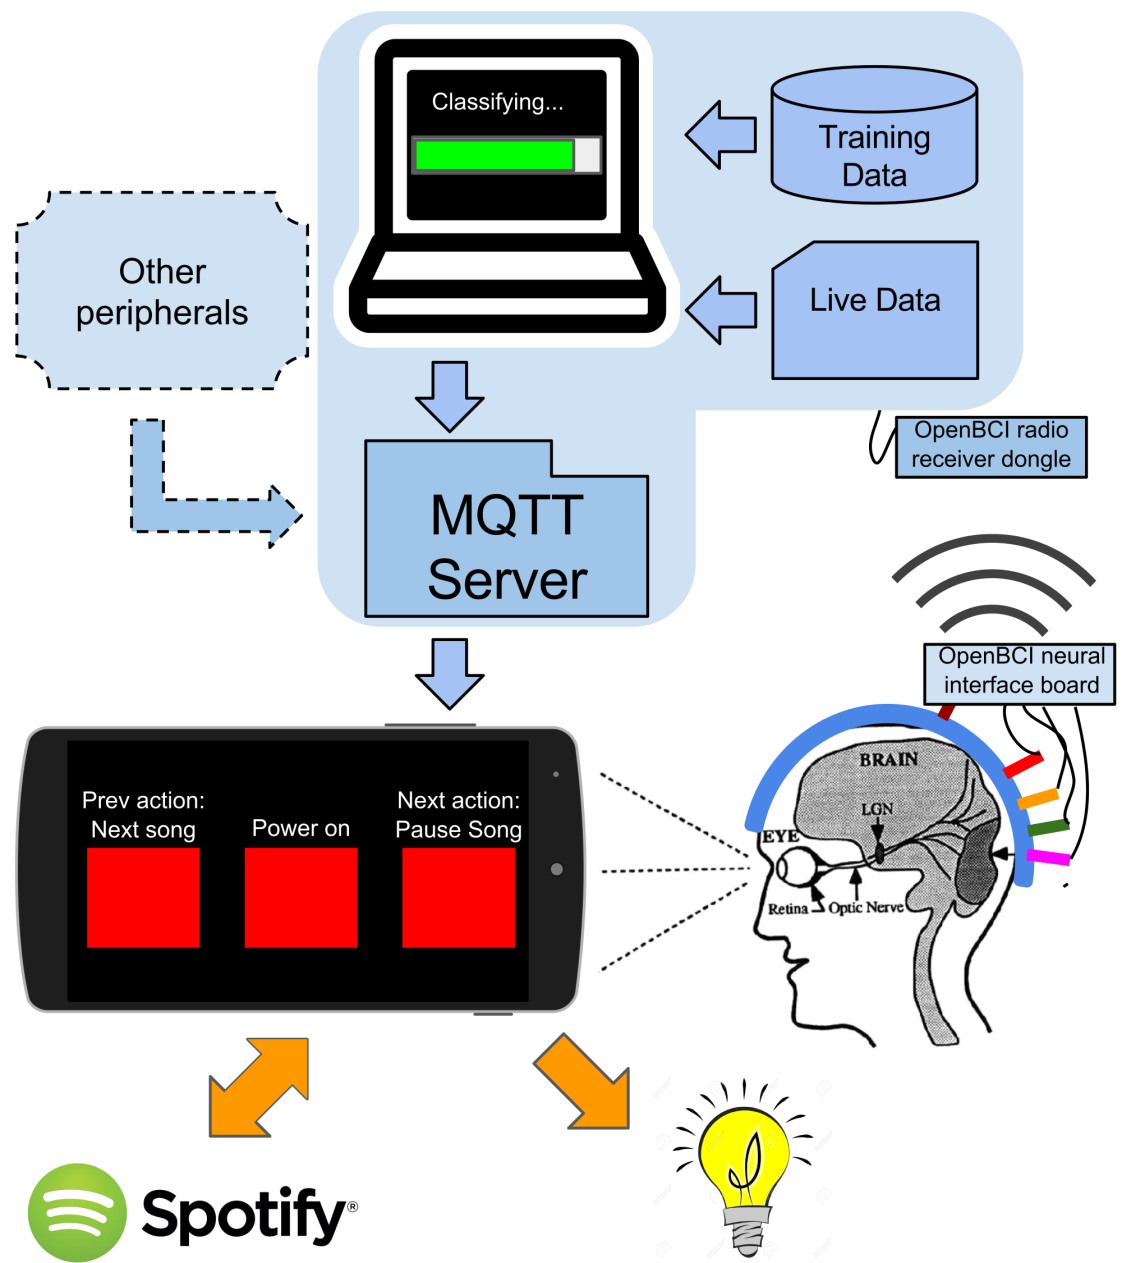 Classifying...
Training
Data
Other
peripherals
Live Data
OpenBCI radio
receiver dongle
MQTT
Server
OpenBCI neural
interface board
Prev action:
Next song
Power on
Next action:
Pause Song
BRAIN
LGN
EYE
Retina
Optic Nerve
Spotify®